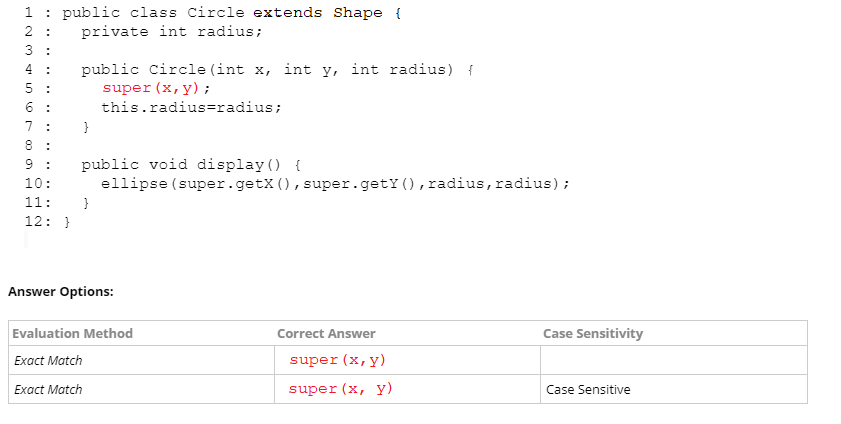 1 : public class Circle extends Shape {
2 :   private int radius;
3 :
4 :   public Circle(int x, int y, int radius) {
5 :     super(x,y);
6 :     this.radius=radius;
7 :   }
8 :
9 :   public void display() {
10:     ellipse(super.getX(),super.getY(),radius,radius);
11:   }
12: }
Answer Options:
Evaluation Method Correct Answer Case Sensitivity
Exact Match super(x,y)
Exact Match super(x, y) Case Sensitive